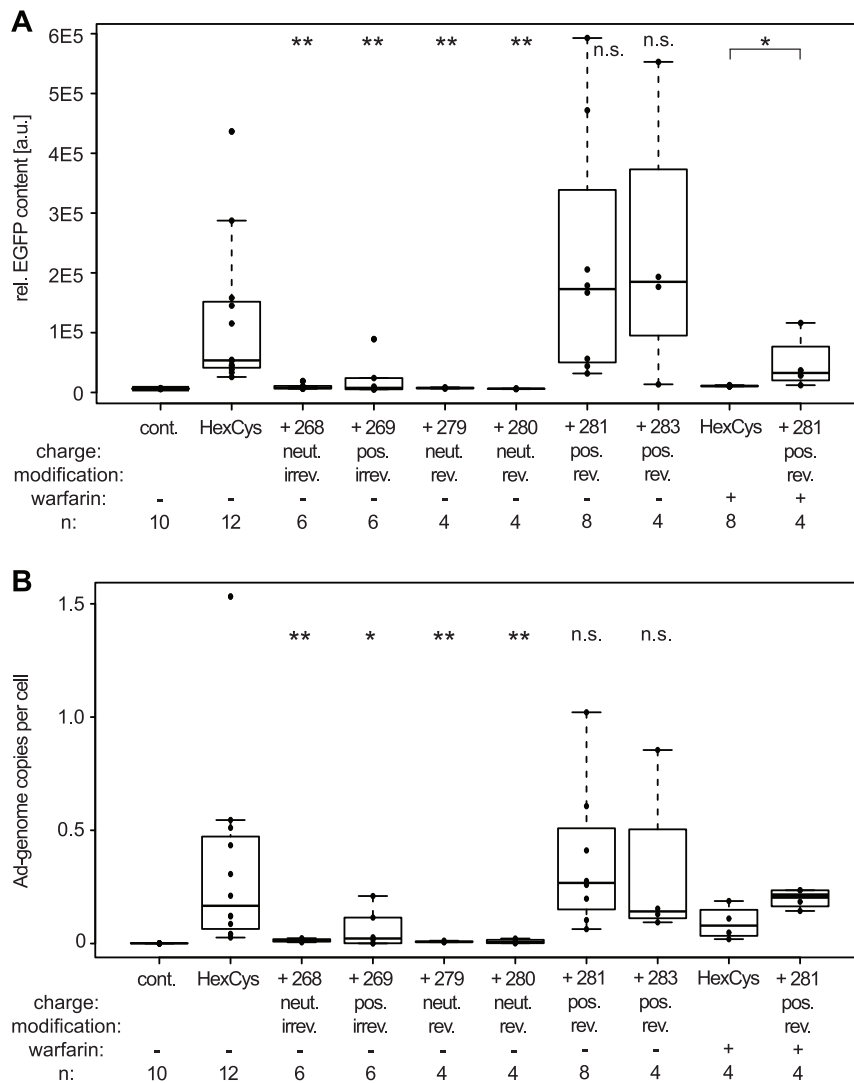 A
6E5
5E5
4E5
3E5
2E5
1E5
0
rel. EGFP content [a.u.]
** ** ** ** n.s. n.s. *
cont. HexCys + 268 + 269 + 279 + 280 + 281 + 283 HexCys + 281
charge: neut. pos. neut. neut. pos. pos. pos.
modification: irrev. irrev. rev. rev. rev. rev. rev.
warfarin: - - - - - - - - + +
n: 10 12 6 6 4 4 8 4 8 4
B
1.5
1.0
0.5
0
Ad-genome copies per cell
** * ** ** n.s. n.s.
cont. HexCys + 268 + 269 + 279 + 280 + 281 + 283 HexCys + 281
charge: neut. pos. neut. neut. pos. pos. pos.
modification: irrev. irrev. rev. rev. rev. rev. rev.
warfarin: - - - - - - - - + +
n: 10 12 6 6 4 4 8 4 4 4